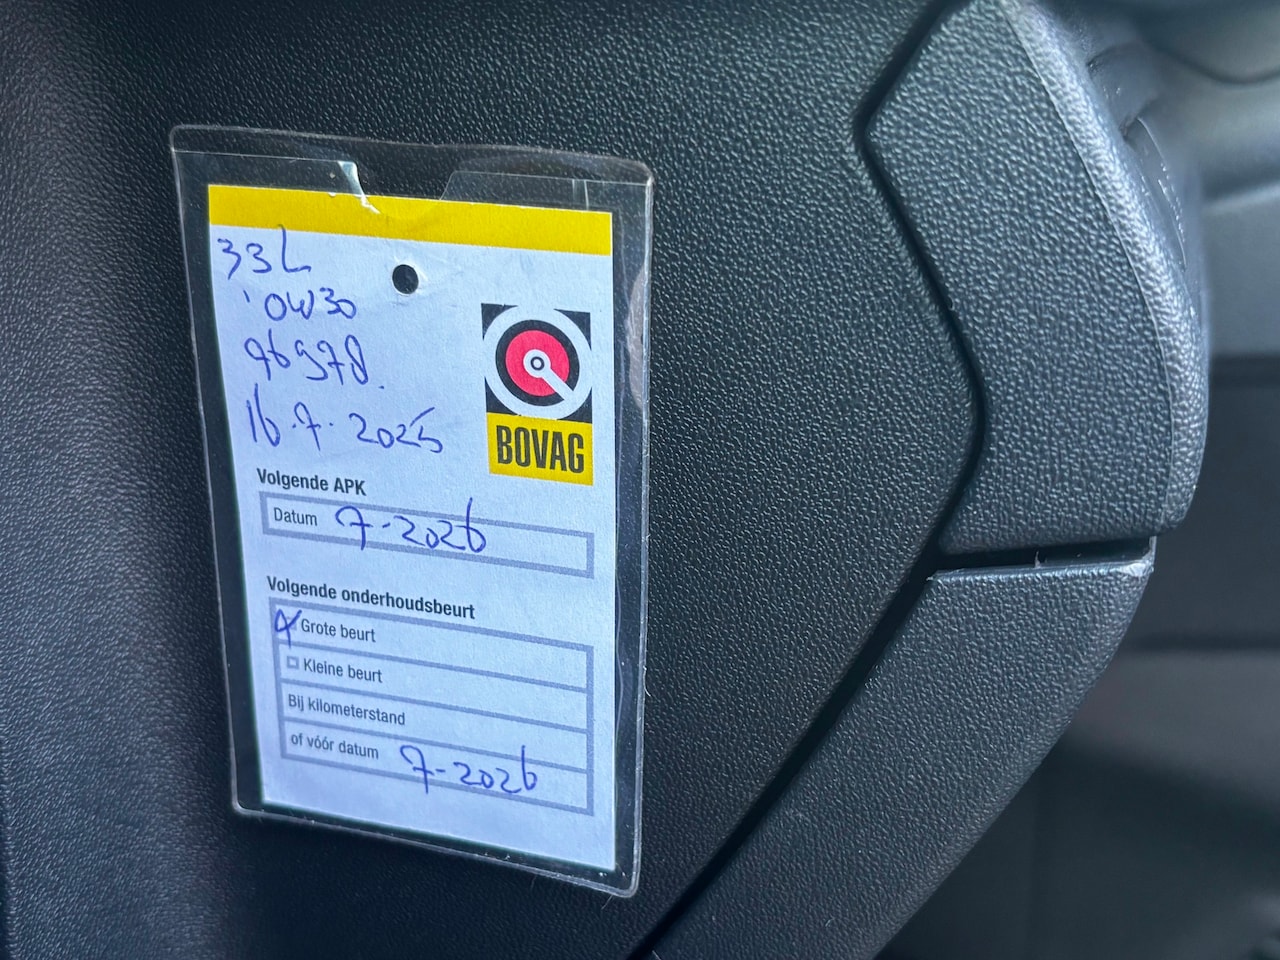 33L
0W30
96978.
16.7.2025
BOVAG
Volgende APK
Datum 7-2026
Volgende onderhoudsbeurt
Grote beurt
Kleine beurt
Bij kilometerstand
of vóór datum 7-2026